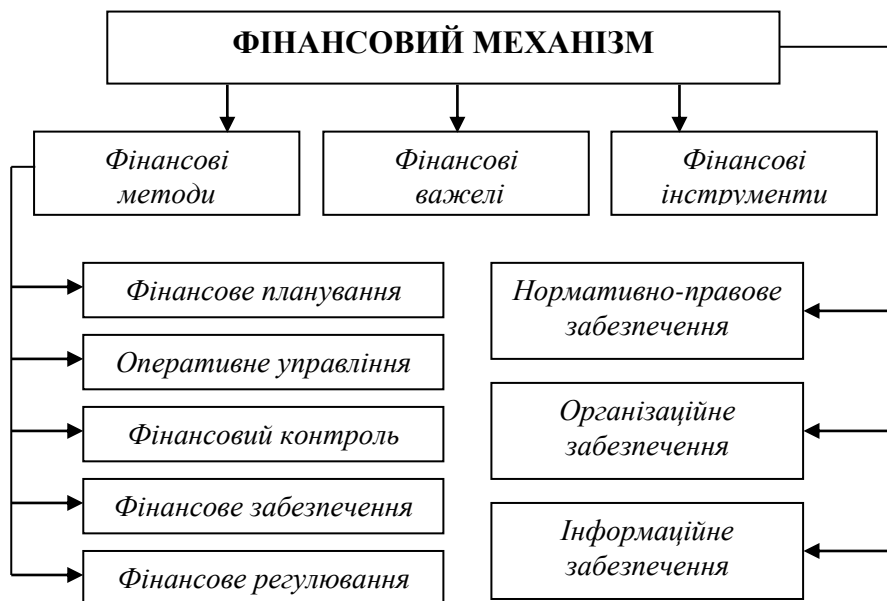 ФІНАНСОВИЙ МЕХАНІЗМ
Фінансові
методи
Фінансові
важелі
Фінансові
інструменти
Фінансове планування
Оперативне управління
Фінансовий контроль
Фінансове забезпечення
Фінансове регулювання
Нормативно-правове
забезпечення
Організаційне
забезпечення
Інформаційне
забезпечення